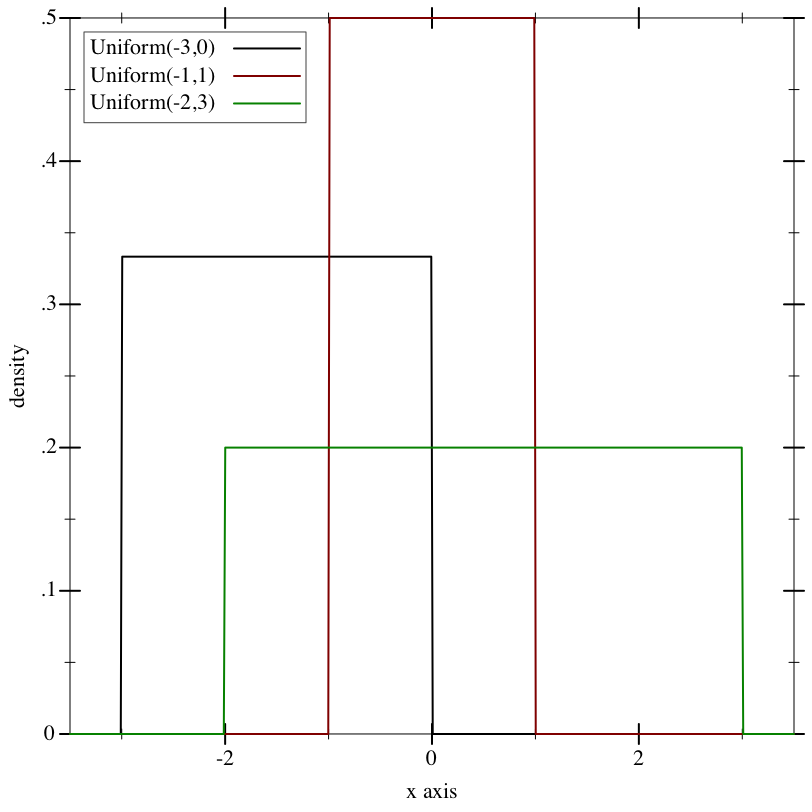 .5
Uniform(-3,0)
Uniform(-1,1)
Uniform(-2,3)
.4
.3
density
.2
.1
0
-2 0 2
x axis